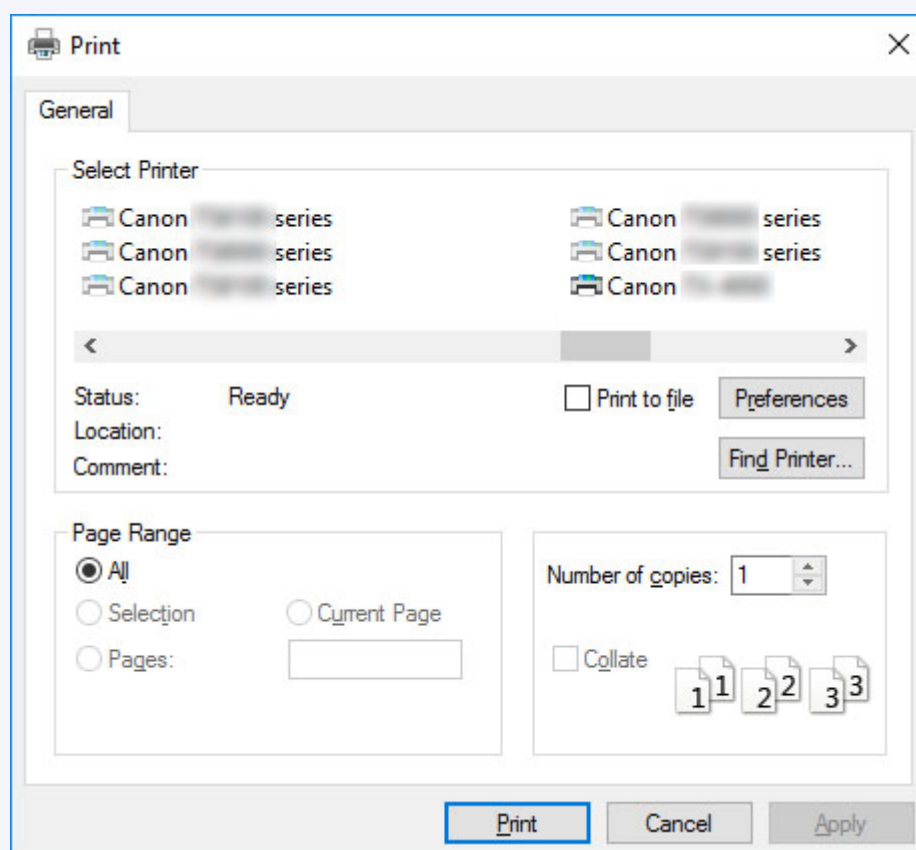 Print
General
Select Printer
Canon series
Canon series
Canon series
Canon series
Canon series
Canon
Status: Ready
Location:
Comment:
Print to file
Preferences
Find Printer...
Page Range
All
Selection
Current Page
Pages:
Number of copies: 1
Collate
1 1 2 2 3 3
Print Cancel Apply